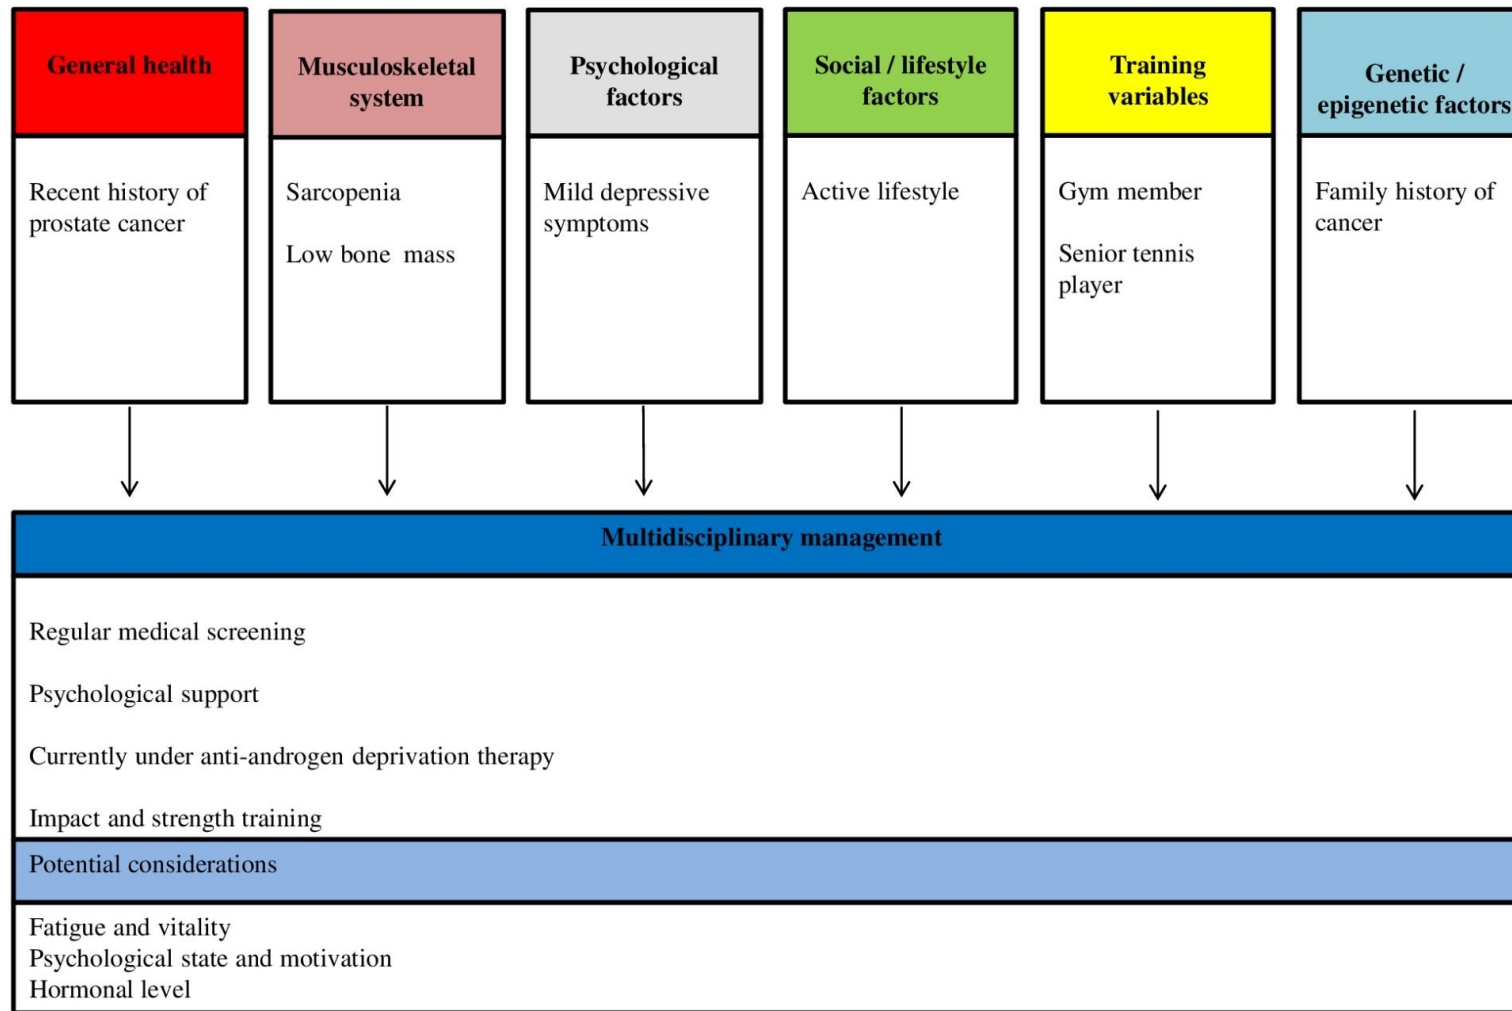 General health
Musculoskeletal
system
Psychological
factors
Social / lifestyle
factors
Training
variables
Genetic /
epigenetic factors
Recent history of
prostate cancer
Sarcopenia
Low bone mass
Mild depressive
symptoms
Active lifestyle
Gym member
Senior tennis
player
Family history of
cancer
Multidisciplinary management
Regular medical screening
Psychological support
Currently under anti-androgen deprivation therapy
Impact and strength training
Potential considerations
Fatigue and vitality
Psychological state and motivation
Hormonal level